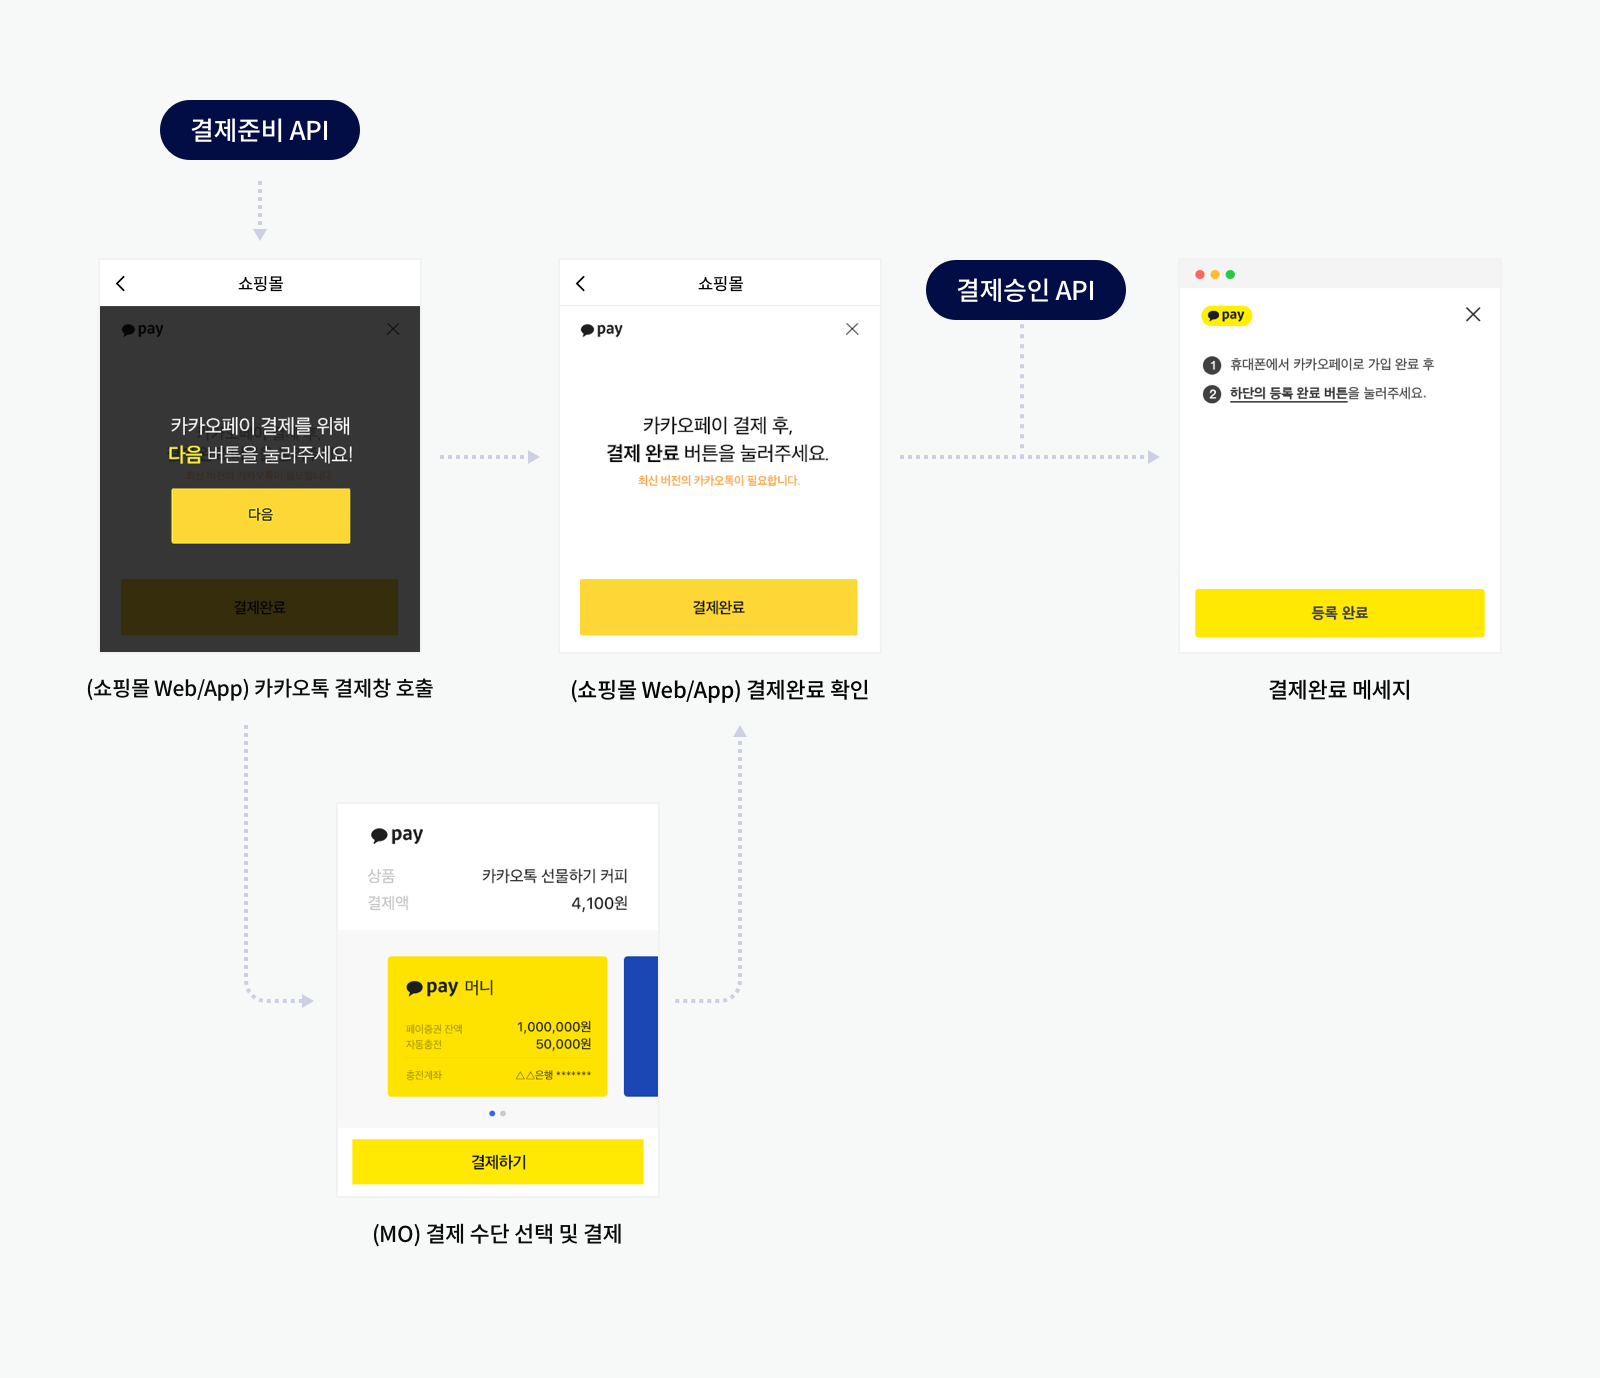 결제준비 API
쇼핑몰
pay
카카오페이 결제를 위해
다음 버튼을 눌러주세요!
다음
결제완료
(쇼핑몰 Web/App) 카카오톡 결제창 호출
쇼핑몰
pay
카카오페이 결제 후,
결제 완료 버튼을 눌러주세요.
최신 버전의 카카오톡이 필요합니다.
결제완료
(쇼핑몰 Web/App) 결제완료 확인
결제승인 API
pay
1 휴대폰에서 카카오페이로 가입 완료 후
2 하단의 등록 완료 버튼을 눌러주세요.
등록 완료
결제완료 메세지
pay
상품 카카오톡 선물하기 커피
결제액 4,100원
pay 머니
페이증권 잔액 1,000,000원
자동충전 50,000원
충전계좌 △△은행 *******
결제하기
(MO) 결제 수단 선택 및 결제